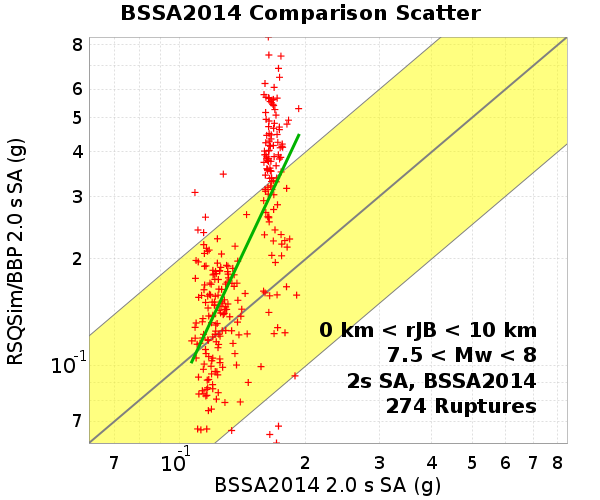 BSSA2014 Comparison Scatter
RSQSim/BBP 2.0 s SA (g)
8
6
5
4
3
2
10-1
7
0 km < rJB < 10 km
7.5 < Mw < 8
2s SA, BSSA2014
274 Ruptures
7 10-1 2 3 4 5 6 7 8
BSSA2014 2.0 s SA (g)